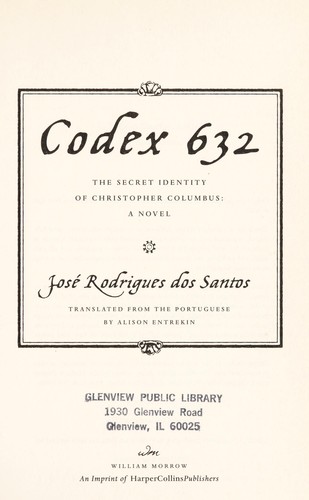 Codex 632
THE SECRET IDENTITY
OF CHRISTOPHER COLUMBUS:
A NOVEL
José Rodrigues dos Santos
TRANSLATED FROM THE PORTUGUESE
BY ALISON ENTREKIN
GLENVIEW PUBLIC LIBRARY
1930 Glenview Road
Glenview, IL 60025
wm
WILLIAM MORROW
An Imprint of HarperCollinsPublishers